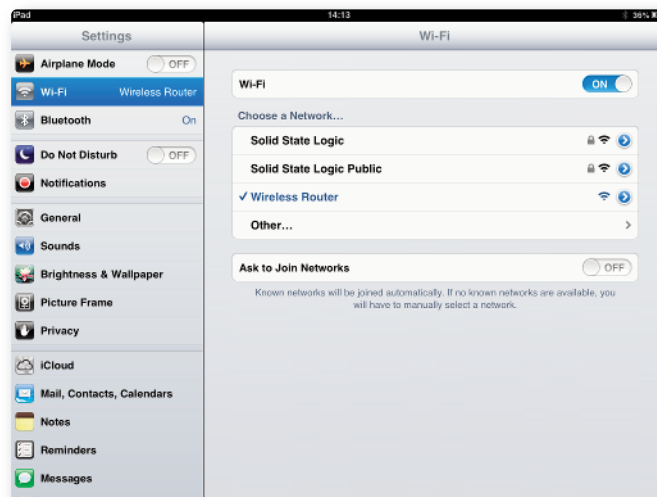 iPad 14:13 36%
Settings
Wi-Fi
Airplane Mode OFF
Wi-Fi Wireless Router
Bluetooth On
Do Not Disturb OFF
Notifications
General
Sounds
Brightness & Wallpaper
Picture Frame
Privacy
iCloud
Mail, Contacts, Calendars
Notes
Reminders
Messages
Wi-Fi ON
Choose a Network...
Solid State Logic
Solid State Logic Public
Wireless Router
Other...
Ask to Join Networks OFF
Known networks will be joined automatically. If no known networks are available, you
will have to manually select a network.